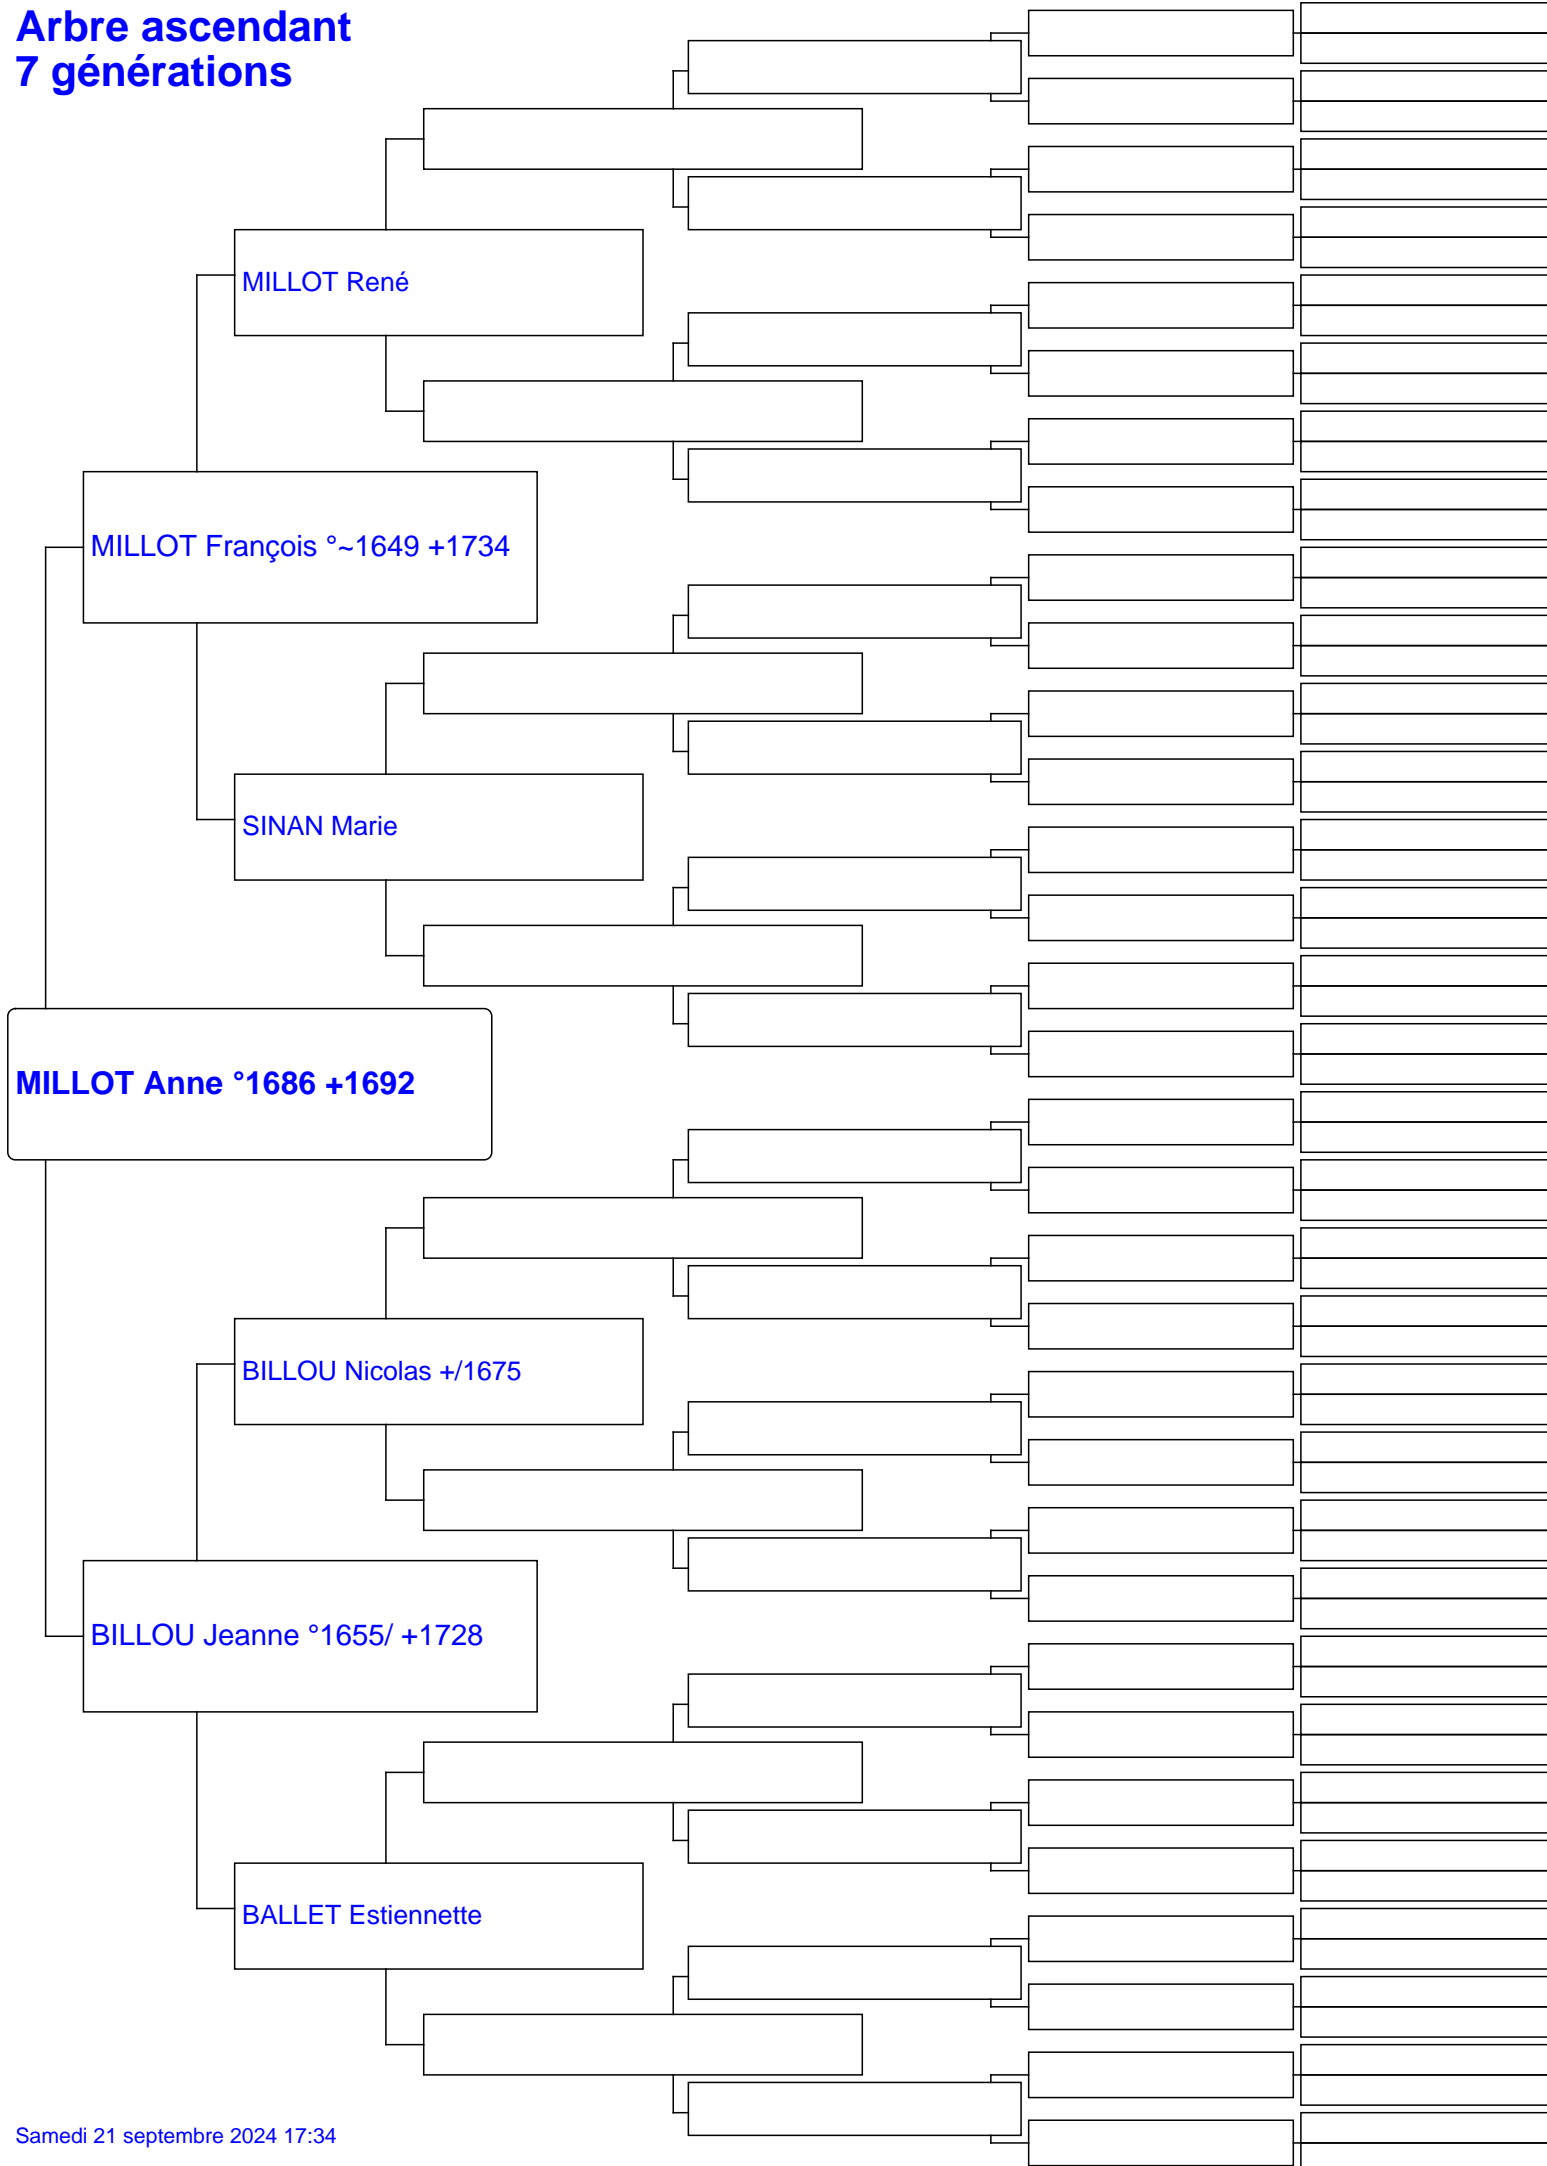 Arbre ascendant
7 générations
MILLOT René
MILLOT François °~1649 +1734
SINAN Marie
MILLOT Anne °1686 +1692
BILLOU Nicolas +/1675
BILLOU Jeanne °1655/ +1728
BALLET Estiennette
Samedi 21 septembre 2024 17:34